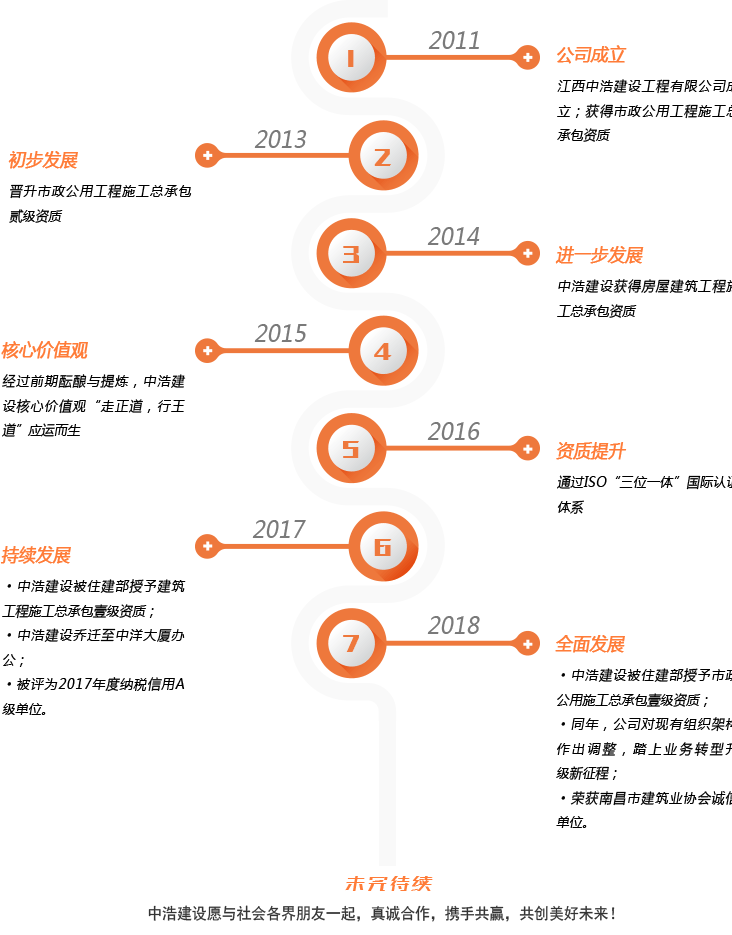 1
2011
公司成立
江西中浩建设工程有限公司成
立；获得市政公用工程施工总
承包资质
2
2013
初步发展
晋升市政公用工程施工总承包
贰级资质
3
2014
进一步发展
中浩建设获得房屋建筑工程施
工总承包资质
4
2015
核心价值观
经过前期酝酿与提炼，中浩建
设核心价值观“走正道，行王
道”应运而生
5
2016
资质提升
通过ISO“三位一体”国际认证
体系
6
2017
持续发展
•中浩建设被住建部授予建筑
工程施工总承包壹级资质；
•中浩建设乔迁至中洋大厦办
公；
•被评为2017年度纳税信用A
级单位。
7
2018
全面发展
•中浩建设被住建部授予市政
公用施工总承包壹级资质；
•同年，公司对现有组织架构
作出调整，踏上业务转型升
级新征程；
•荣获南昌市建筑业协会诚信
单位。
未完待续
中浩建设愿与社会各界朋友一起，真诚合作，携手共赢，共创美好未来！